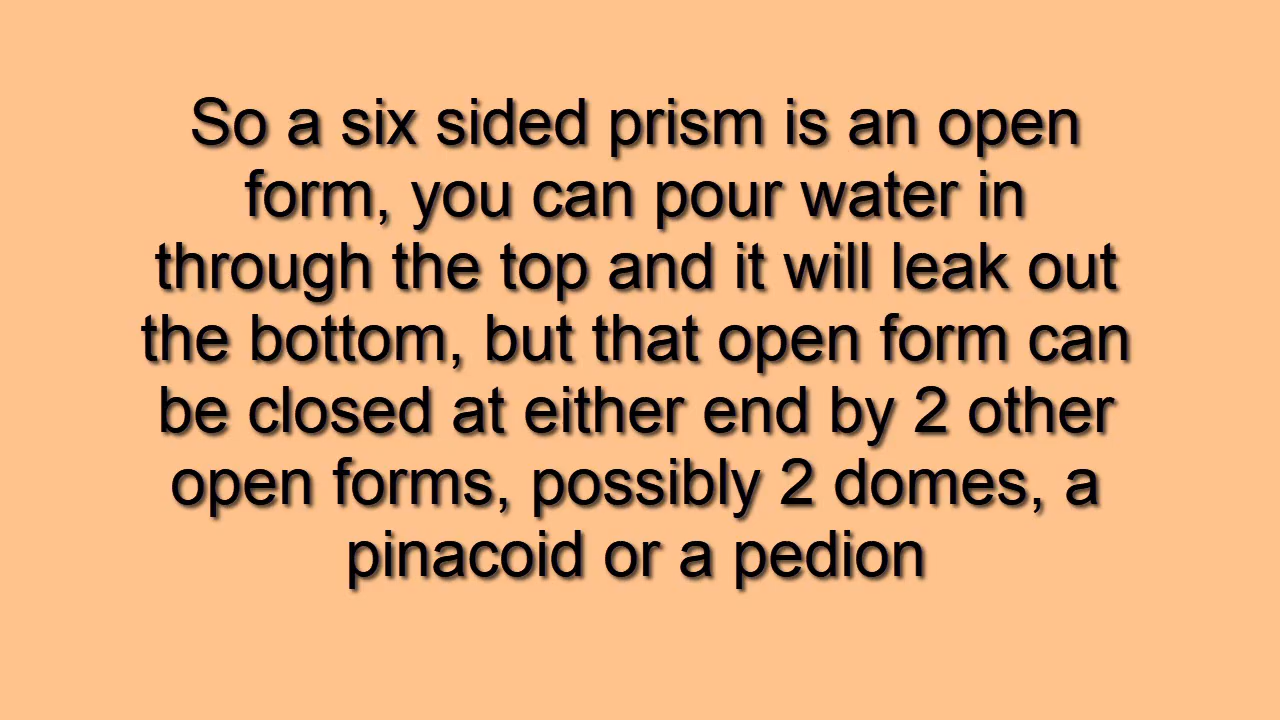 So a six sided prism is an open
form, you can pour water in
through the top and it will leak out
the bottom, but that open form can
be closed at either end by 2 other
open forms, possibly 2 domes, a
pinacoid or a pedion